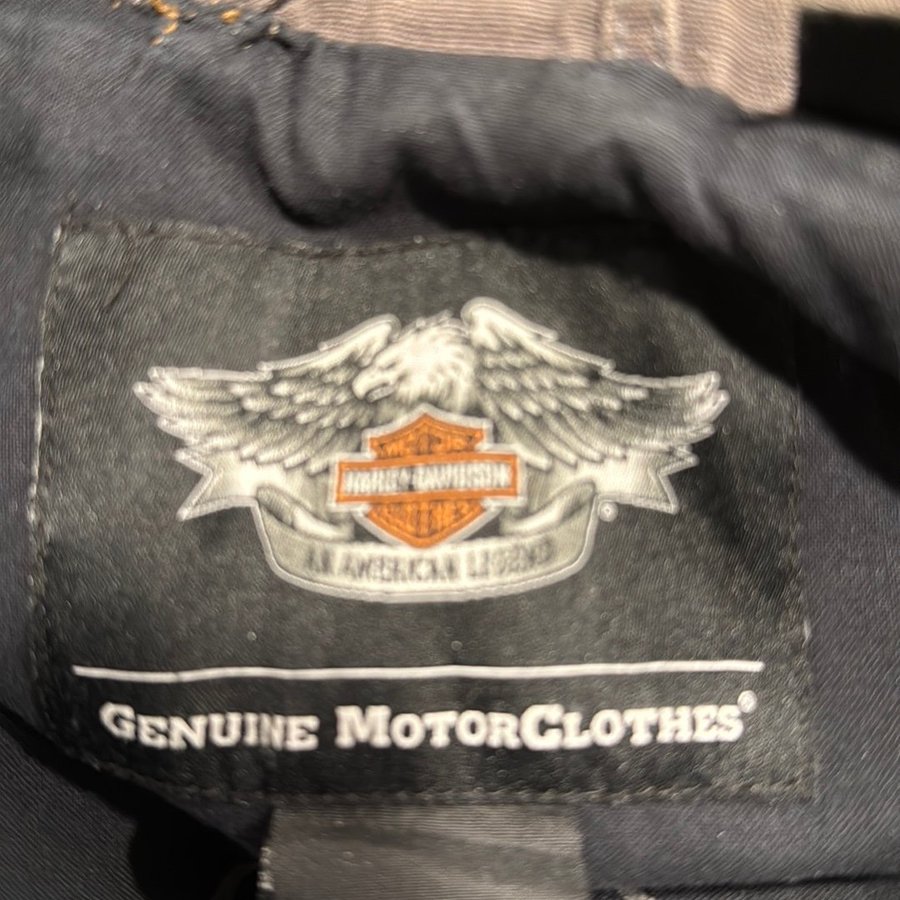 HARLEY-DAVIDSON
AN AMERICAN LEGEND
®
GENUINE MOTORCLOTHES®